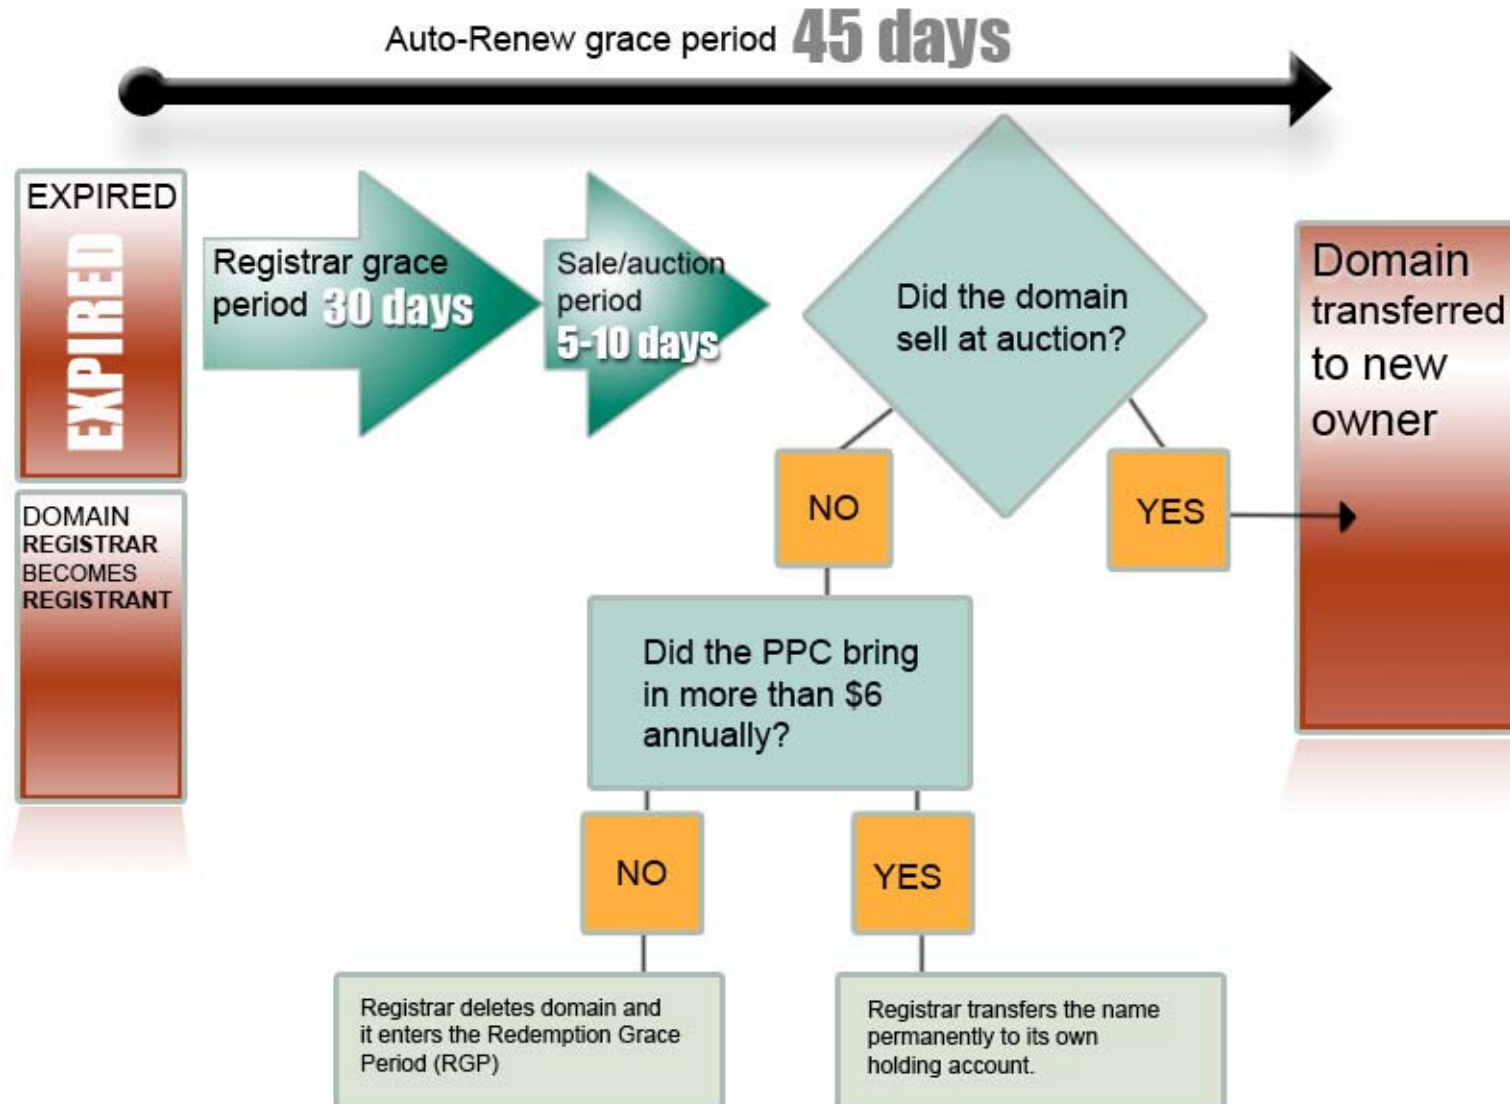 Auto-Renew grace period 45 days
EXPIRED
EXPIRED
DOMAIN
REGISTRAR
BECOMES
REGISTRANT
Registrar grace
period 30 days
Sale/auction
period
5-10 days
Did the domain
sell at auction?
NO
YES
Domain
transferred
to new
owner
Did the PPC bring
in more than $6
annually?
NO
YES
Registrar deletes domain and
it enters the Redemption Grace
Period (RGP)
Registrar transfers the name
permanently to its own
holding account.